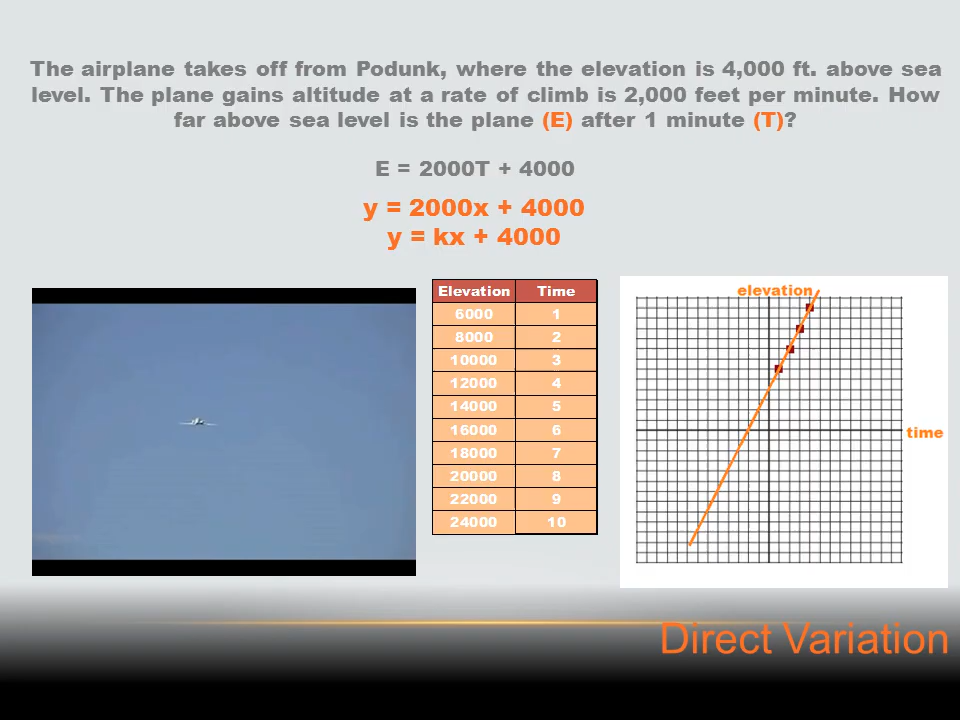 The airplane takes off from Podunk, where the elevation is 4,000 ft. above sea
level. The plane gains altitude at a rate of climb is 2,000 feet per minute. How
far above sea level is the plane (E) after 1 minute (T)?
E = 2000T + 4000
y = 2000x + 4000
y = kx + 4000
Elevation Time
6000 1
8000 2
10000 3
12000 4
14000 5
16000 6
18000 7
20000 8
22000 9
24000 10
elevation
time
Direct Variation